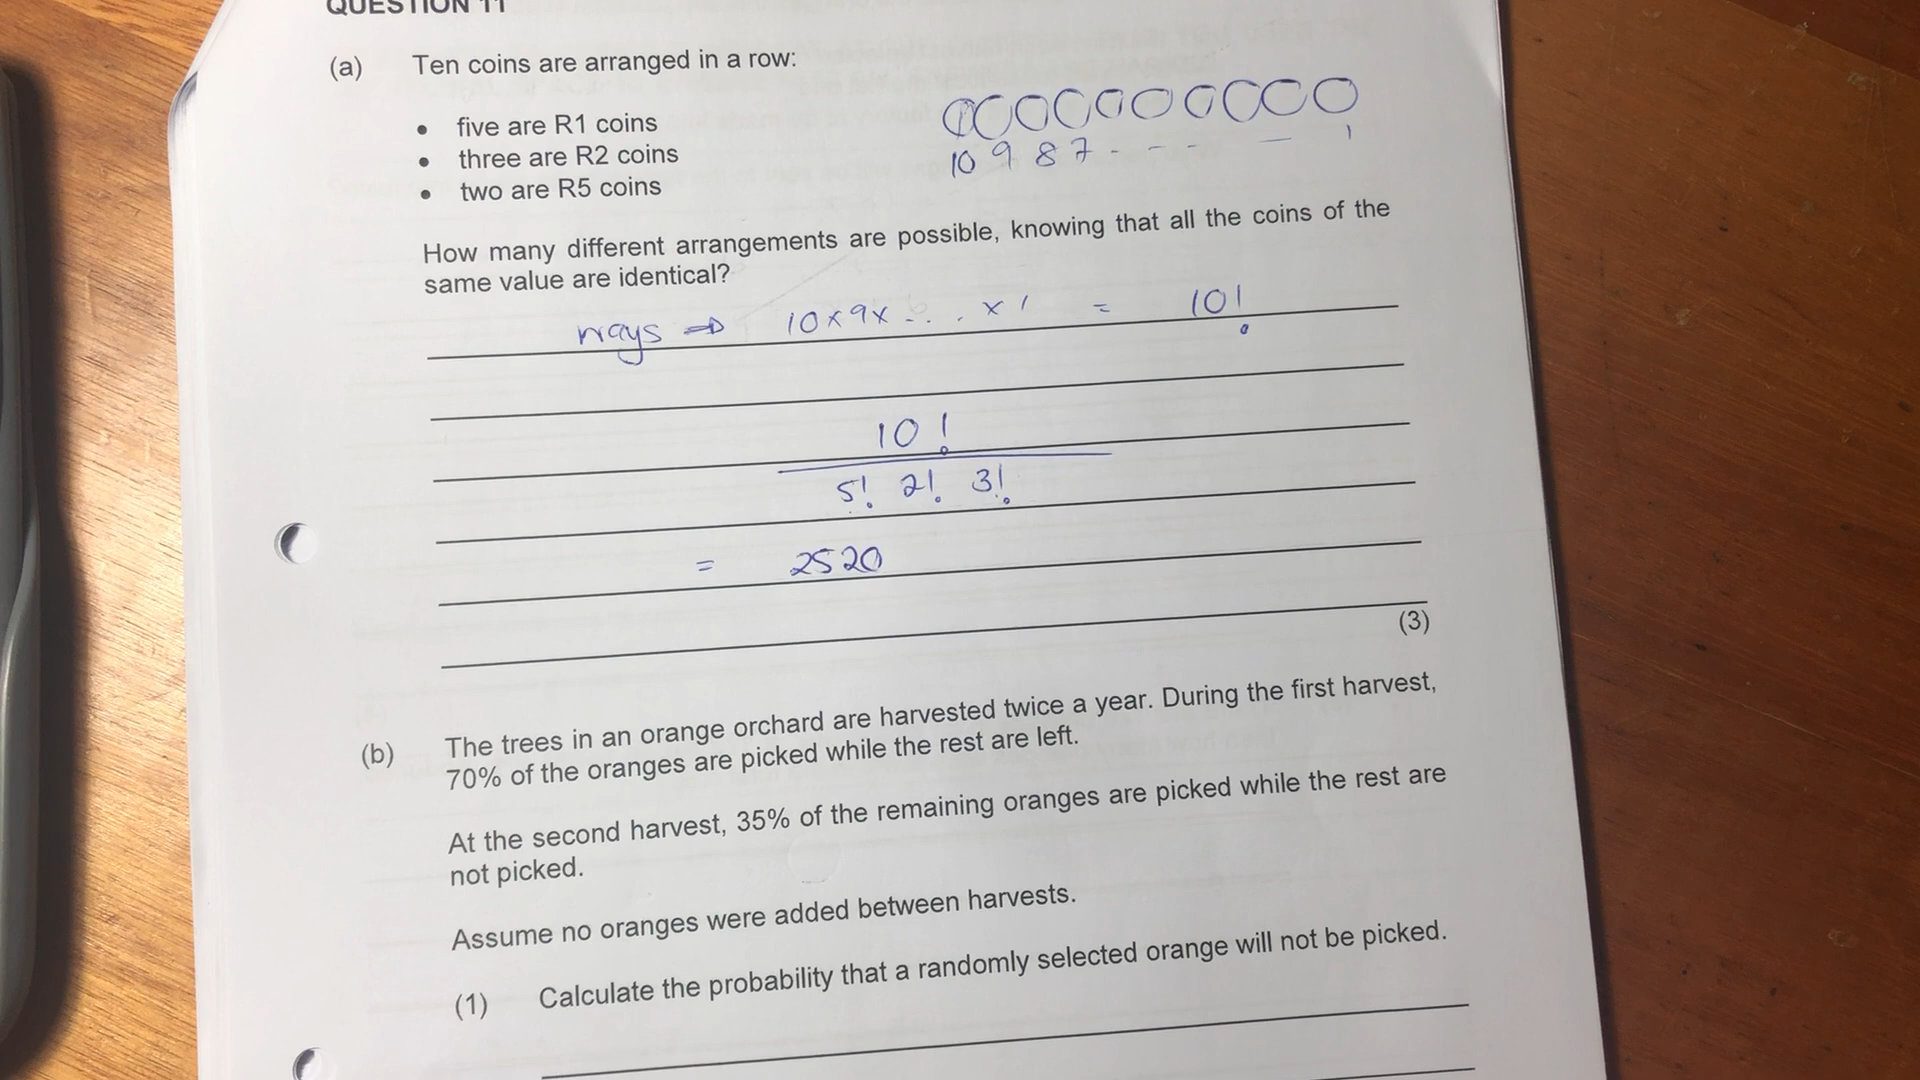 QUESTION 11
(a) Ten coins are arranged in a row:
• five are R1 coins
• three are R2 coins
• two are R5 coins
10 9 8 7 - - - — 1
How many different arrangements are possible, knowing that all the coins of the
same value are identical?
ways ⇒ 10×9× . . . ×1 = 10!
10!
5! 2! 3!
= 2520
(3)
(b) The trees in an orange orchard are harvested twice a year. During the first harvest,
70% of the oranges are picked while the rest are left.
At the second harvest, 35% of the remaining oranges are picked while the rest are
not picked.
Assume no oranges were added between harvests.
(1) Calculate the probability that a randomly selected orange will not be picked.